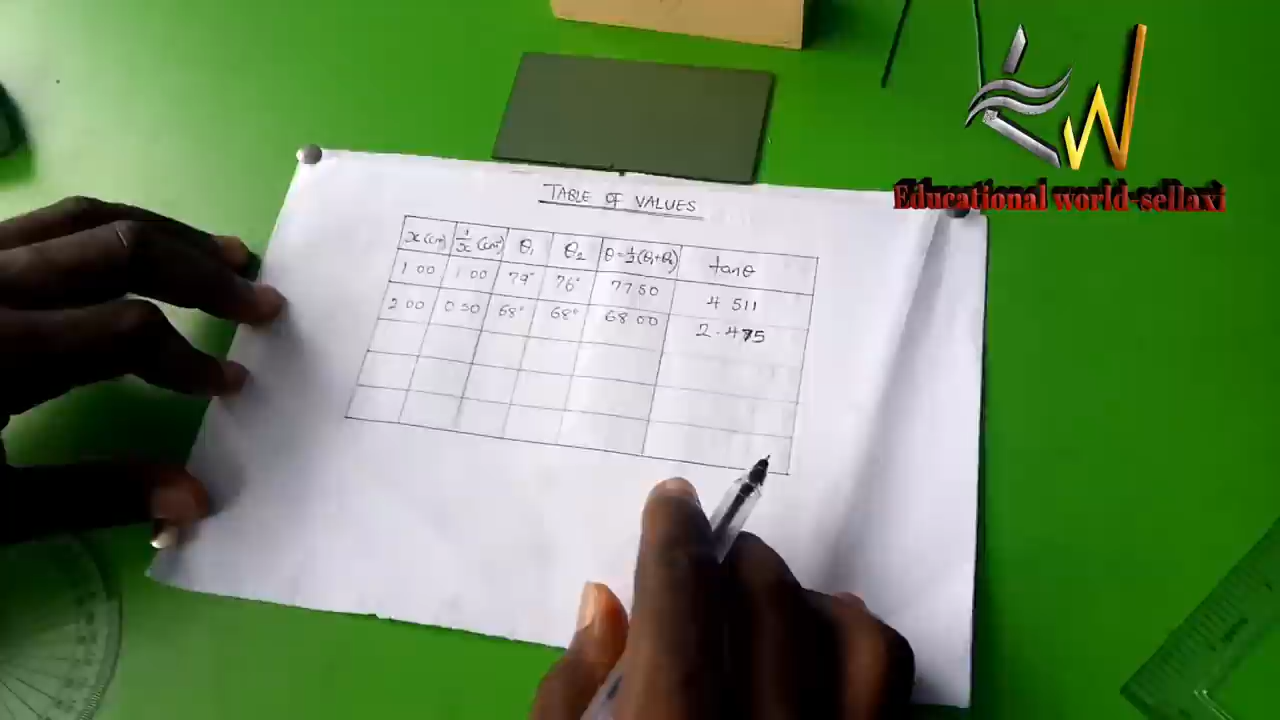 Educational world-sellaxi
TABLE OF VALUES
x(cm) 1/x (cm⁻¹) θ₁ θ₂ θ=½(θ₁+θ₂) tanθ
1 00 1 00 79° 76° 77 50 4 511
2 00 0 50 68° 68° 68 00 2.475